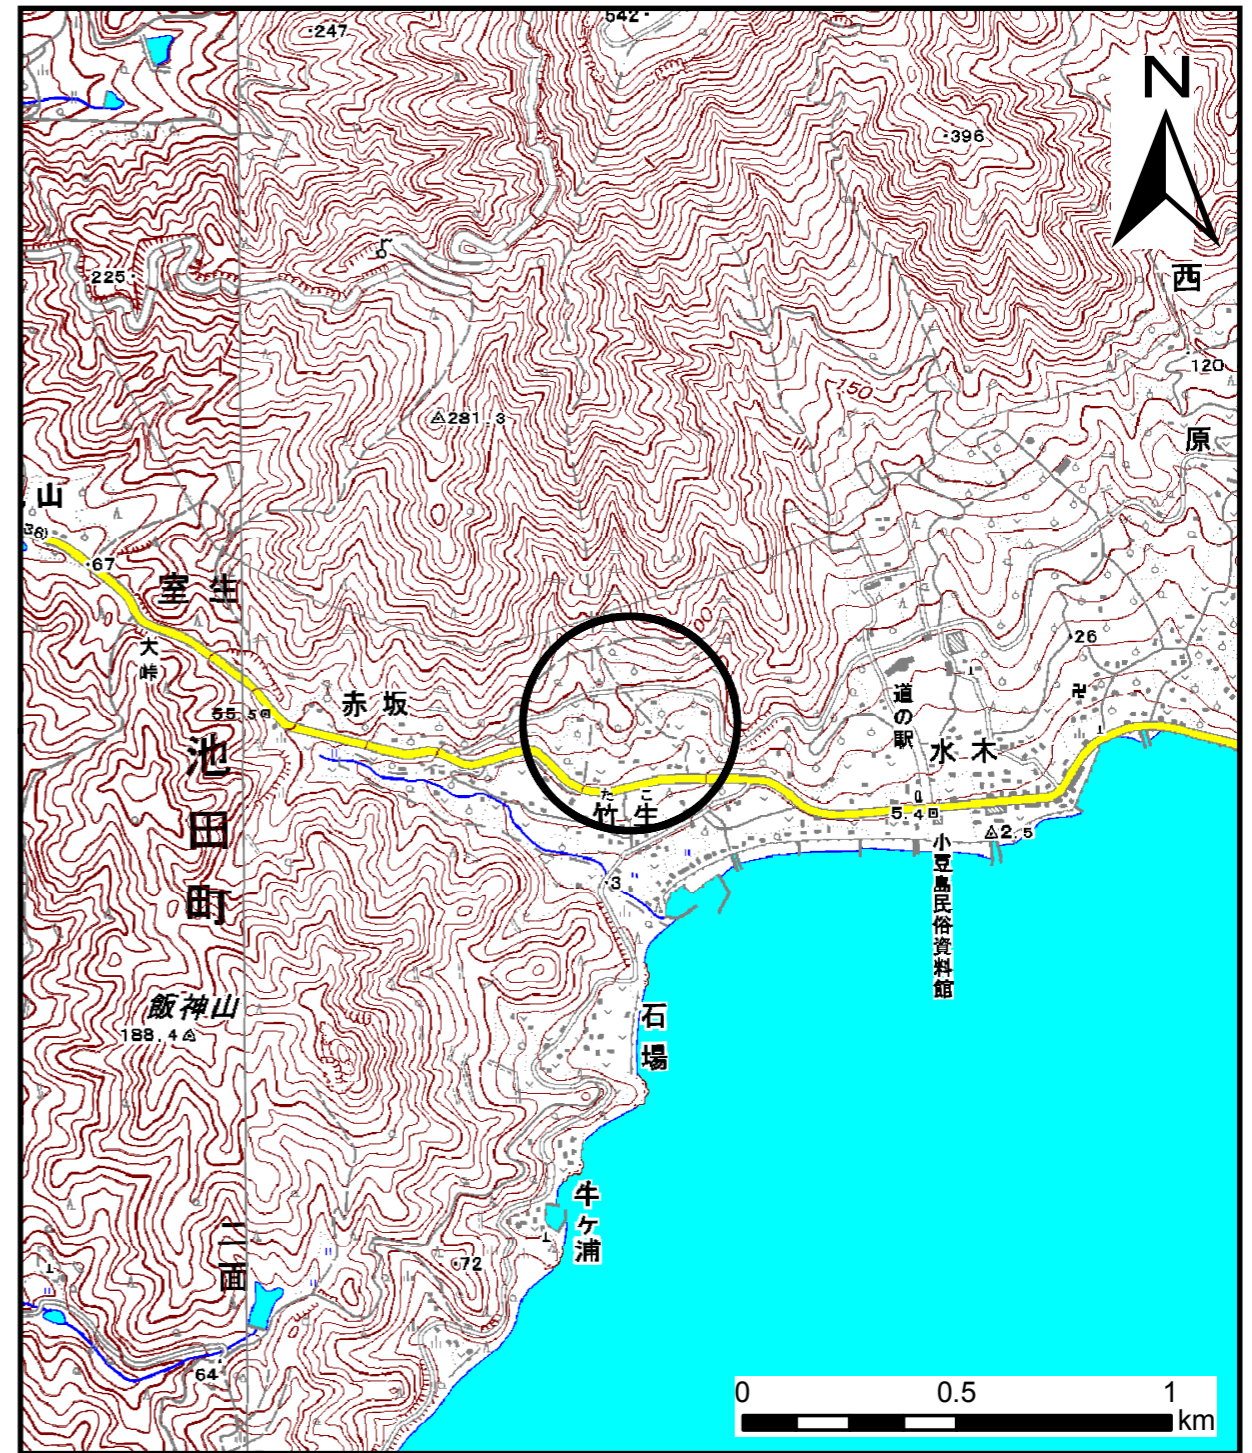 542
247
N
396
西
225
120
150
281.3
原
山
67
室生
大峠
26
赤坂
道の駅
55.5
水木
池田町
たこ
竹生
5.4
2.5
小豆島民俗資料館
3
飯神山
188.4
石場
牛ケ浦
二面
72
64
0 0.5 1
km